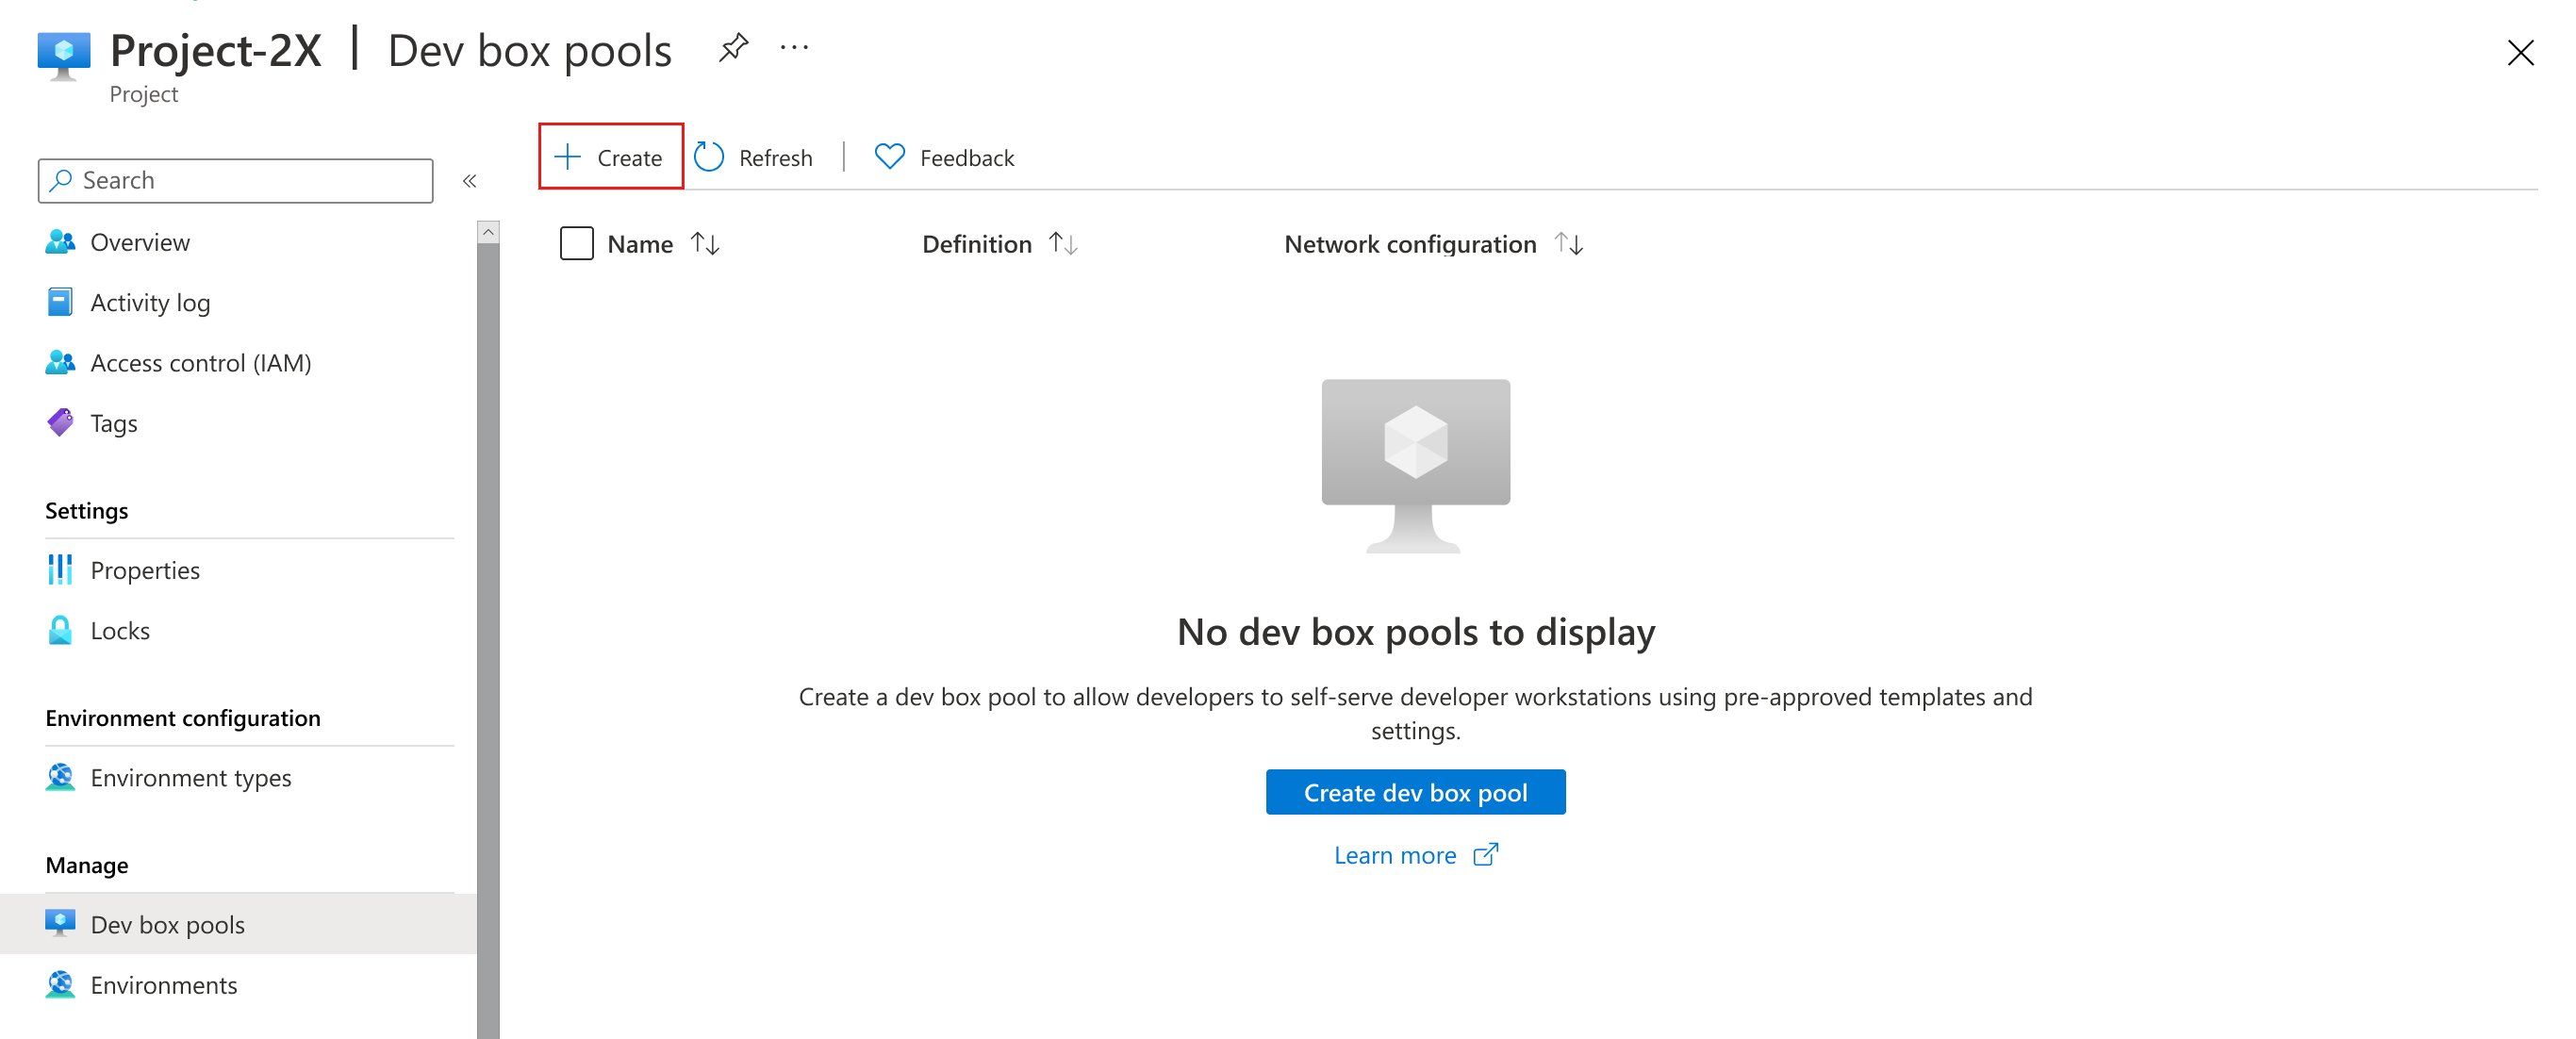 Project-2X | Dev box pools
Project
Search
Overview
Activity log
Access control (IAM)
Tags
Settings
Properties
Locks
Environment configuration
Environment types
Manage
Dev box pools
Environments
Create Refresh | Feedback
Name Definition Network configuration
No dev box pools to display
Create a dev box pool to allow developers to self-serve developer workstations using pre-approved templates and
settings.
Create dev box pool
Learn more